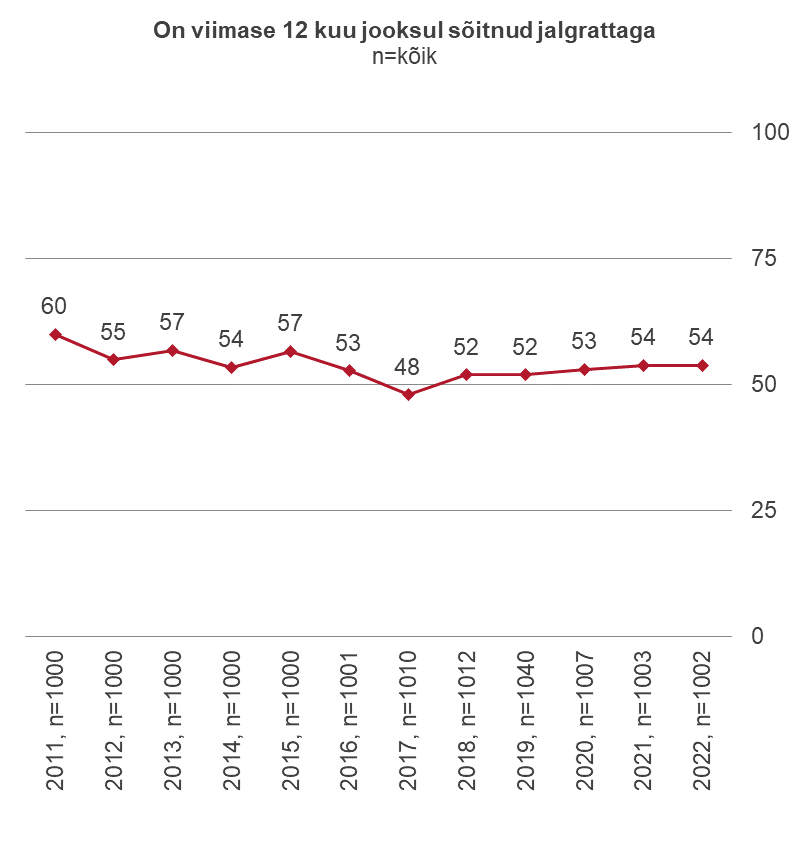 On viimase 12 kuu jooksul sõitnud jalgrattaga
n=kõik
100
75
50
25
0
60
55
57
54
57
53
48
52
52
53
54
54
2011, n=1000
2012, n=1000
2013, n=1000
2014, n=1000
2015, n=1000
2016, n=1001
2017, n=1010
2018, n=1012
2019, n=1040
2020, n=1007
2021, n=1003
2022, n=1002